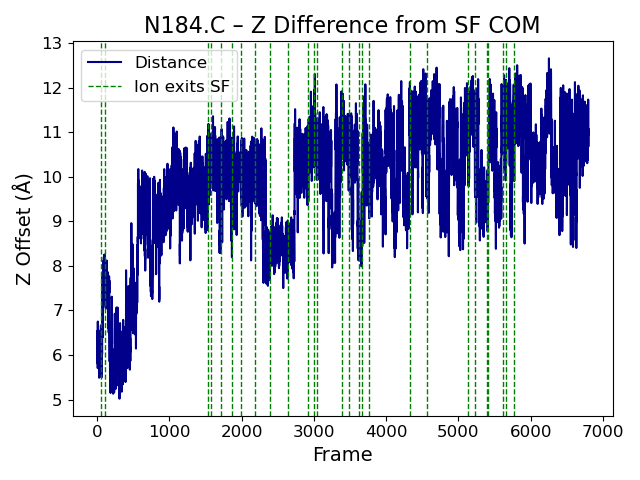 N184.C – Z Difference from SF COM
Distance
Ion exits SF
Z Offset (Å)
13
12
11
10
9
8
7
6
5
0 1000 2000 3000 4000 5000 6000 7000
Frame